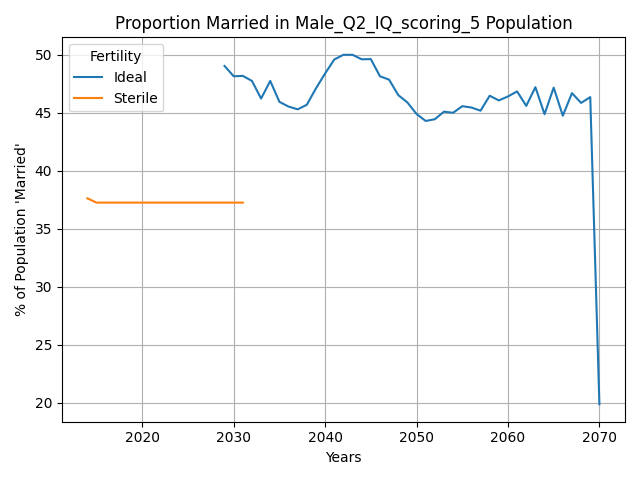 Proportion Married in Male_Q2_IQ_scoring_5 Population
Fertility
Ideal
Sterile
% of Population 'Married'
50
45
40
35
30
25
20
2020
2030
2040
2050
2060
2070
Years